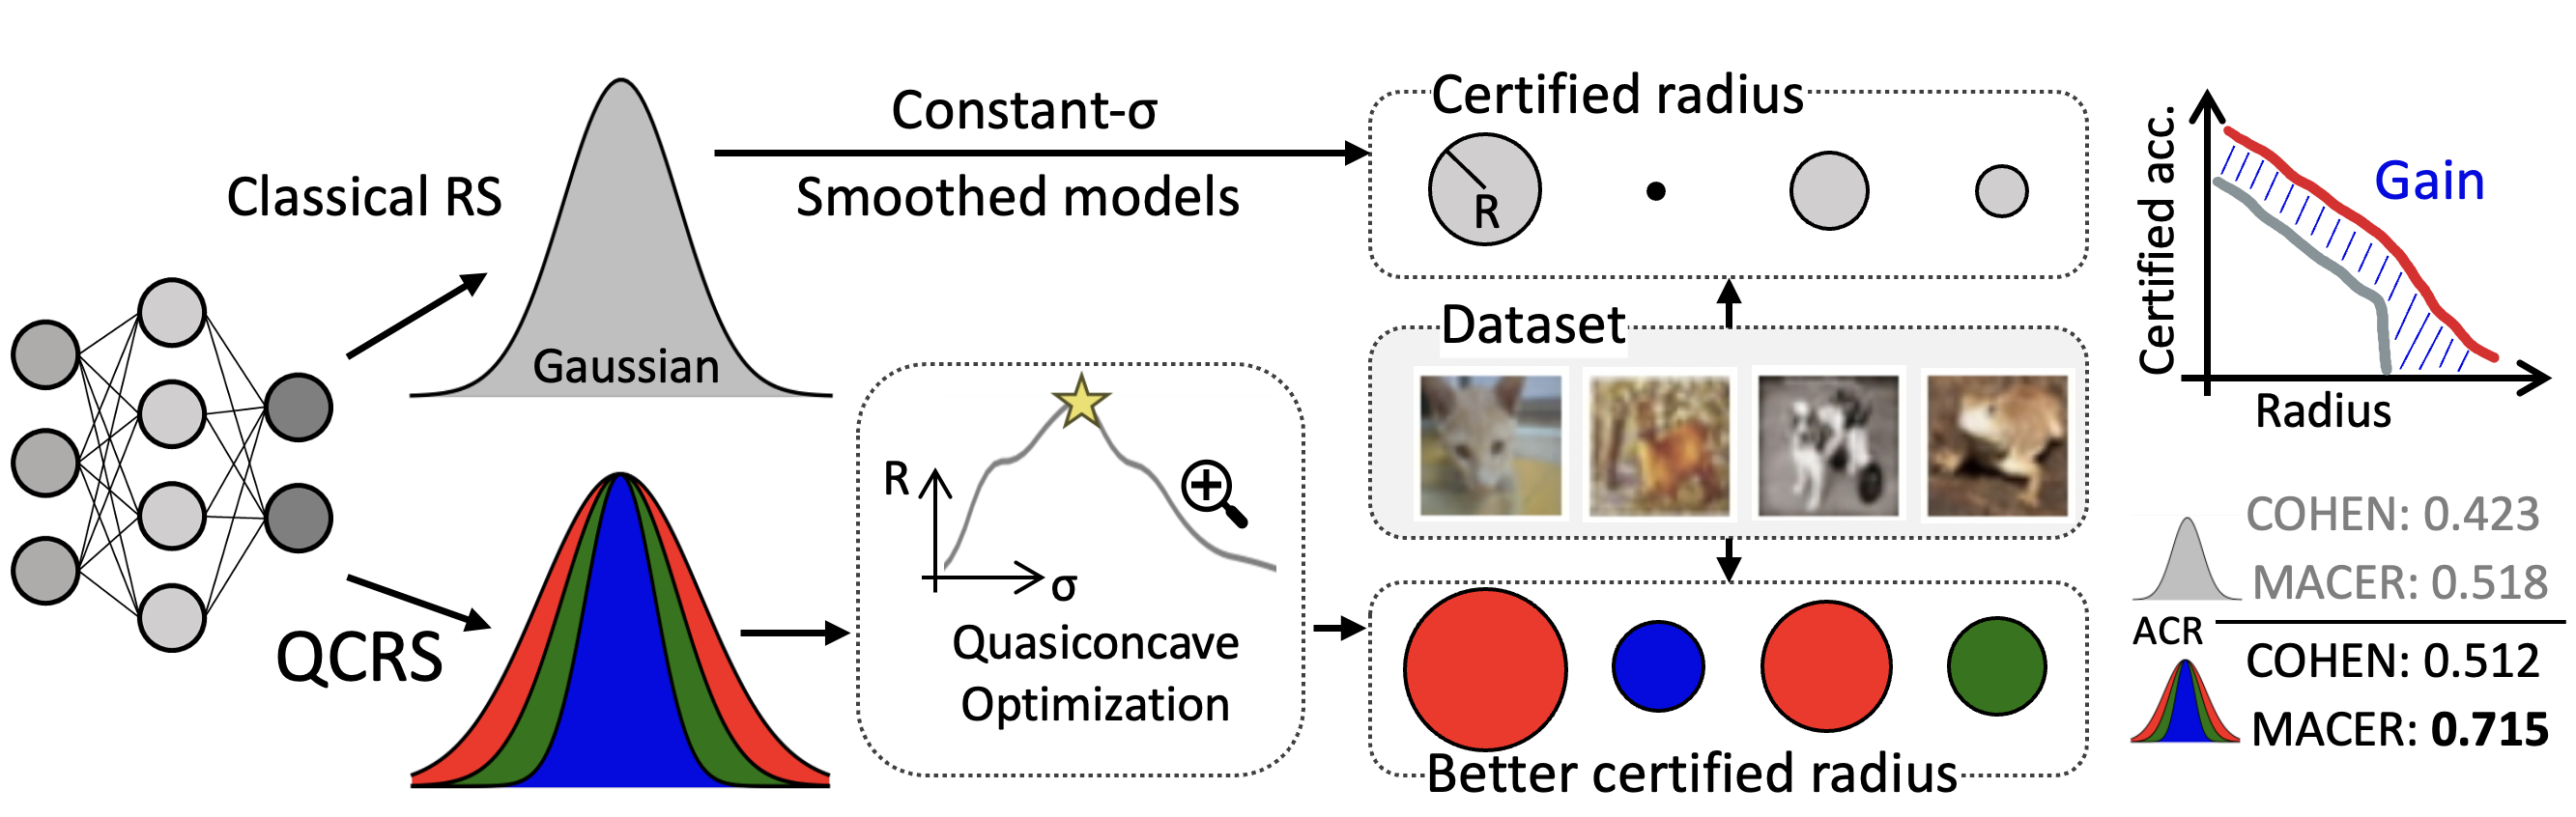 Classical RS
Gaussian
Constant-σ
Smoothed models
Certified radius
R
Dataset
QCRS
R
σ
Quasiconcave
Optimization
Better certified radius
Certified acc.
Gain
Radius
COHEN: 0.423
MACER: 0.518
ACR
COHEN: 0.512
MACER: 0.715